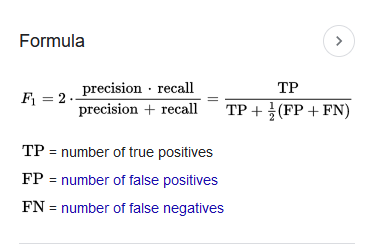 Formula
F₁ = 2 · precision · recall / precision + recall = TP / TP + ½(FP + FN)
TP = number of true positives
FP = number of false positives
FN = number of false negatives